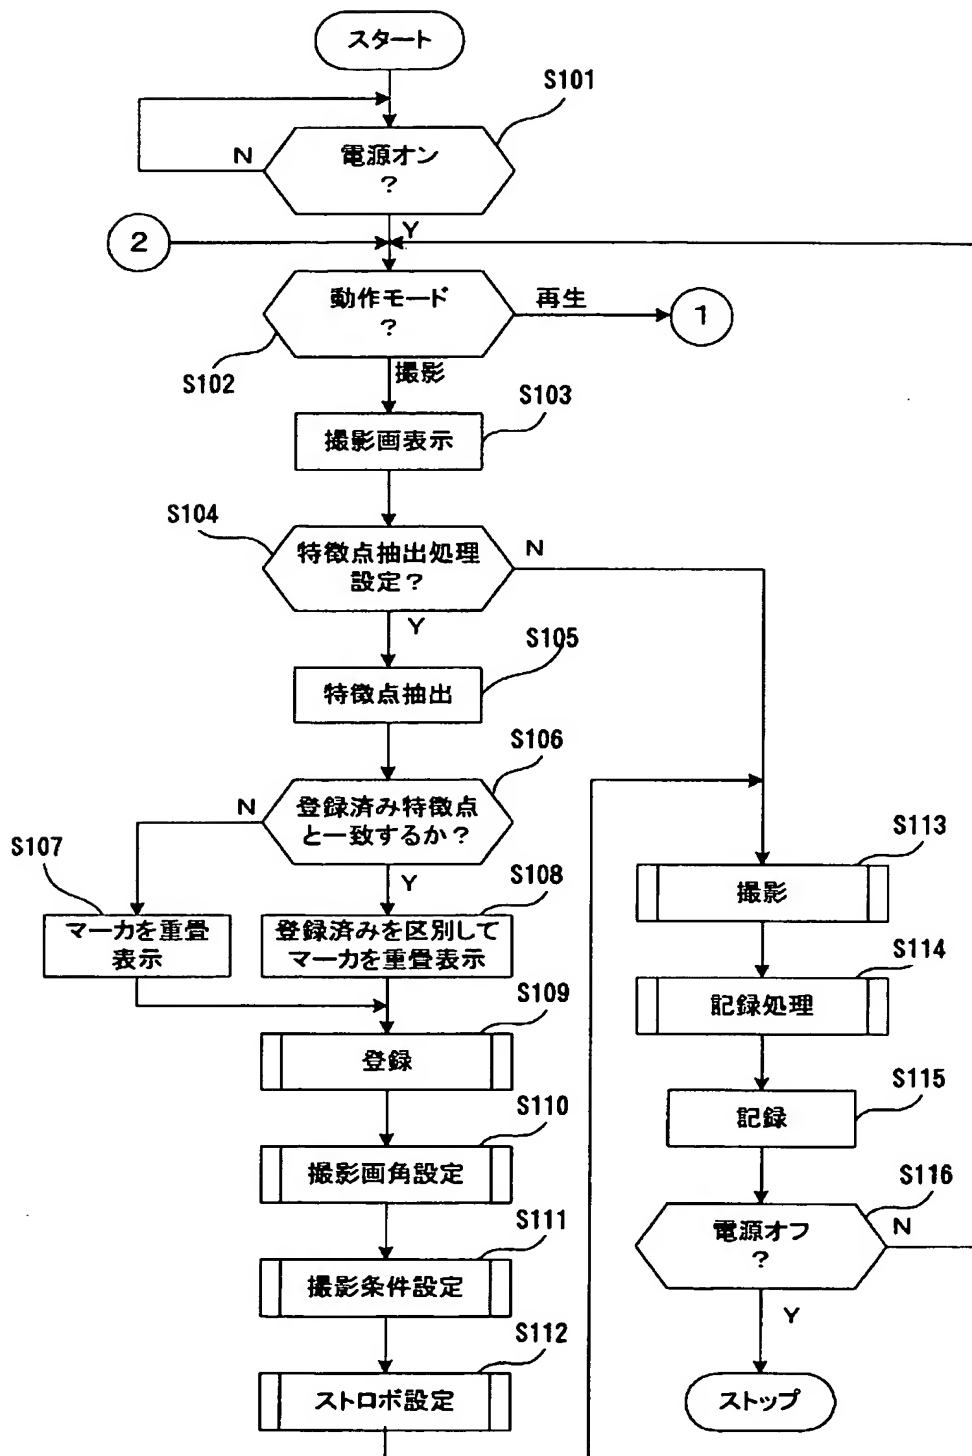 スタート
S101
電源オン
?
N
Y
2
動作モード
?
再生
1
S102
撮影
S103
撮影画表示
S104
特徴点抽出処理
設定?
N
Y
S105
特徴点抽出
S106
登録済み特徴点
と一致するか?
N
Y
S107
マーカを重畳
表示
S108
登録済みを区別して
マーカを重畳表示
S109
登録
S110
撮影画角設定
S111
撮影条件設定
S112
ストロボ設定
S113
撮影
S114
記録処理
S115
記録
S116
電源オフ
?
N
Y
ストップ